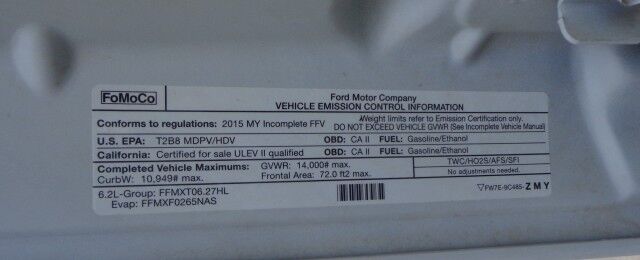 FoMoCo
Ford Motor Company
VEHICLE EMISSION CONTROL INFORMATION
Conforms to regulations: 2015 MY Incomplete FFV
Weight limits refer to Emission Certification only.
DO NOT EXCEED VEHICLE GVWR (See Incomplete Vehicle Manual)
U.S. EPA: T2B8 MDPV/HDV OBD: CA II FUEL: Gasoline/Ethanol
California: Certified for sale ULEV II qualified OBD: CA II FUEL: Gasoline/Ethanol
Completed Vehicle Maximums: GVWR: 14,000# max.
CurbW: 10,949# max. Frontal Area: 72.0 ft2 max.
TWC/HO2S/AFS/SFI
No adjustments needed.
6.2L-Group: FFMXT06.27HL
Evap: FFMXF0265NAS
▽FW7E-9C485-ZMY